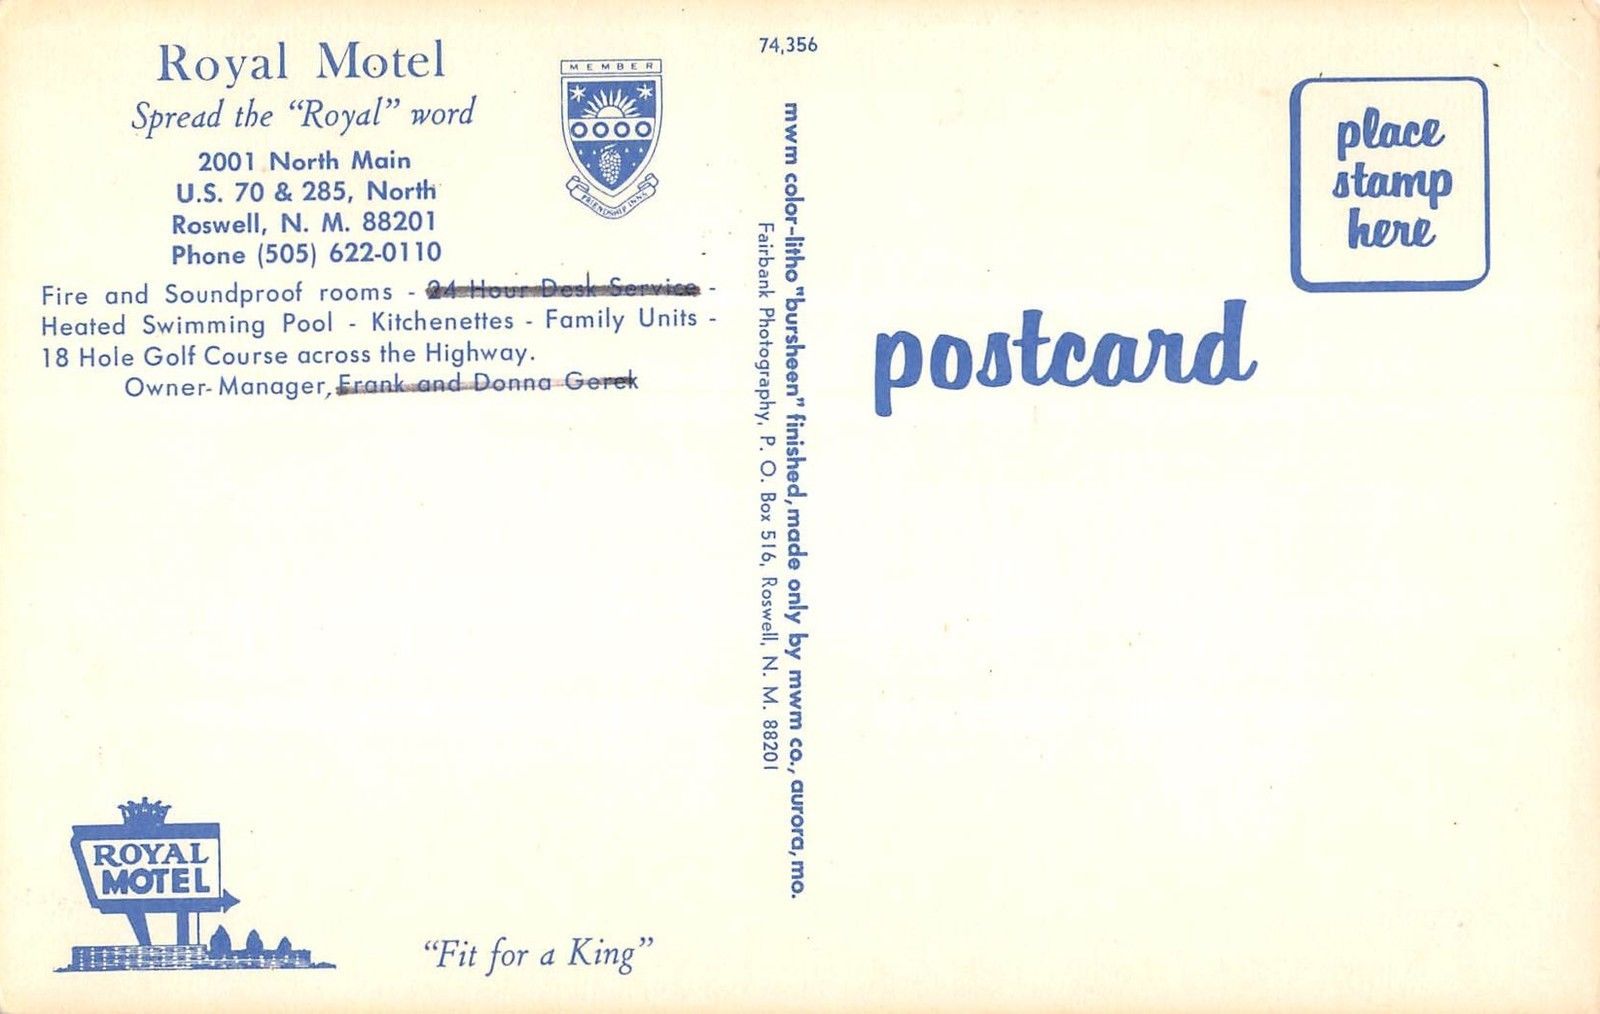 Royal Motel
Spread the “Royal” word
2001 North Main
U.S. 70 & 285, North
Roswell, N. M. 88201
Phone (505) 622-0110
Fire and Soundproof rooms - 24 Hour Desk Service -
Heated Swimming Pool - Kitchenettes - Family Units -
18 Hole Golf Course across the Highway.
Owner-Manager, Frank and Donna Gerek
MEMBER
FRIENDSHIP INNS
ROYAL
MOTEL
“Fit for a King”
74,356
mwm color-litho "bursheen" finished, made only by mwm co., aurora, mo.
Fairbank Photography, P. O. Box 516, Roswell, N. M. 88201
place
stamp
here
postcard